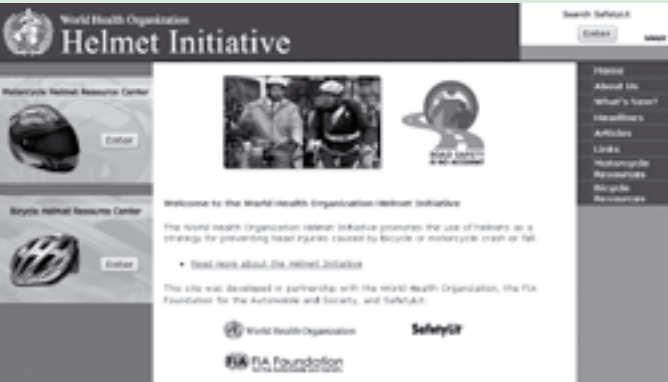 World Health Organization
Helmet Initiative
Search SafetyLit
Enter
Motorcycle Helmet Resource Center
Enter
Bicycle Helmet Resource Center
Enter
ROAD SAFETY
IS NO ACCIDENT
Welcome to the World Health Organization Helmet Initiative
The World Health Organization Helmet Initiative promotes the use of helmets as a
strategy for preventing head injuries caused by bicycle or motorcycle crash or fall.
• Read more about the Helmet Initiative
This site was developed in partnership with the World Health Organization, the FIA
Foundation for the Automobile and Society, and SafetyLit.
World Health Organization
SafetyLit
FIA FIA Foundation
Home
About Us
What's New?
Headlines
Articles
Links
Motorcycle
Resources
Bicycle
Resources